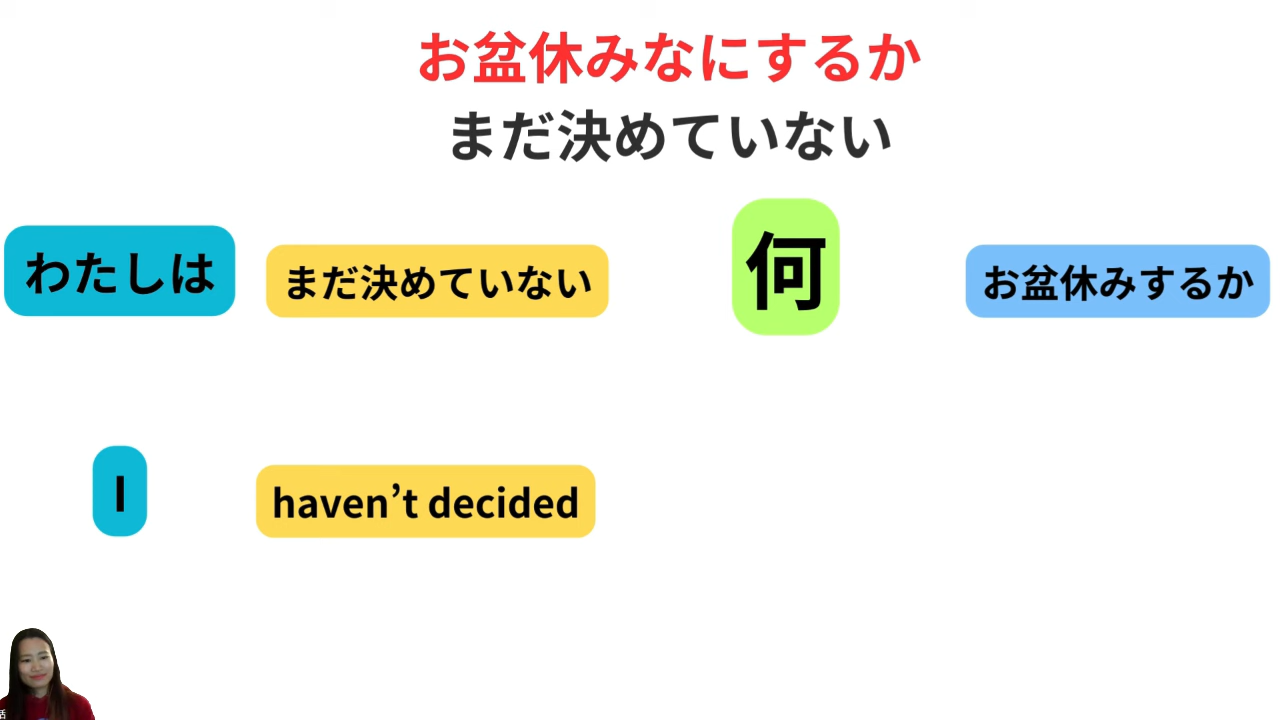 お盆休みなにするか
まだ決めていない
わたしは まだ決めていない 何 お盆休みするか
I haven’t decided
話